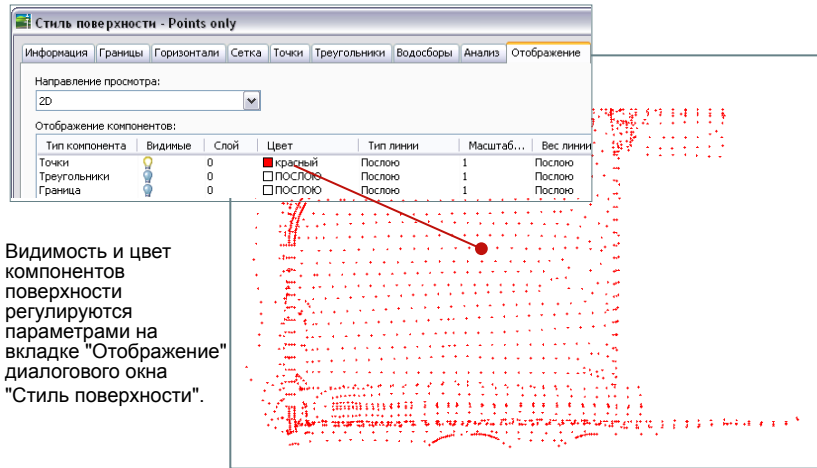 Стиль поверхности - Points only
Информация Границы Горизонтали Сетка Точки Треугольники Водосборы Анализ Отображение
Направление просмотра:
2D
Отображение компонентов:
Тип компонента Видимые Слой Цвет Тип линии Масштаб... Вес линии
Точки 0 красный Послою 1 Послою
Треугольники 0 ПОСЛОЮ Послою 1 Послою
Граница 0 ПОСЛОЮ Послою 1 Послою
Видимость и цвет
компонентов
поверхности
регулируются
параметрами на
вкладке "Отображение"
диалогового окна
"Стиль поверхности".